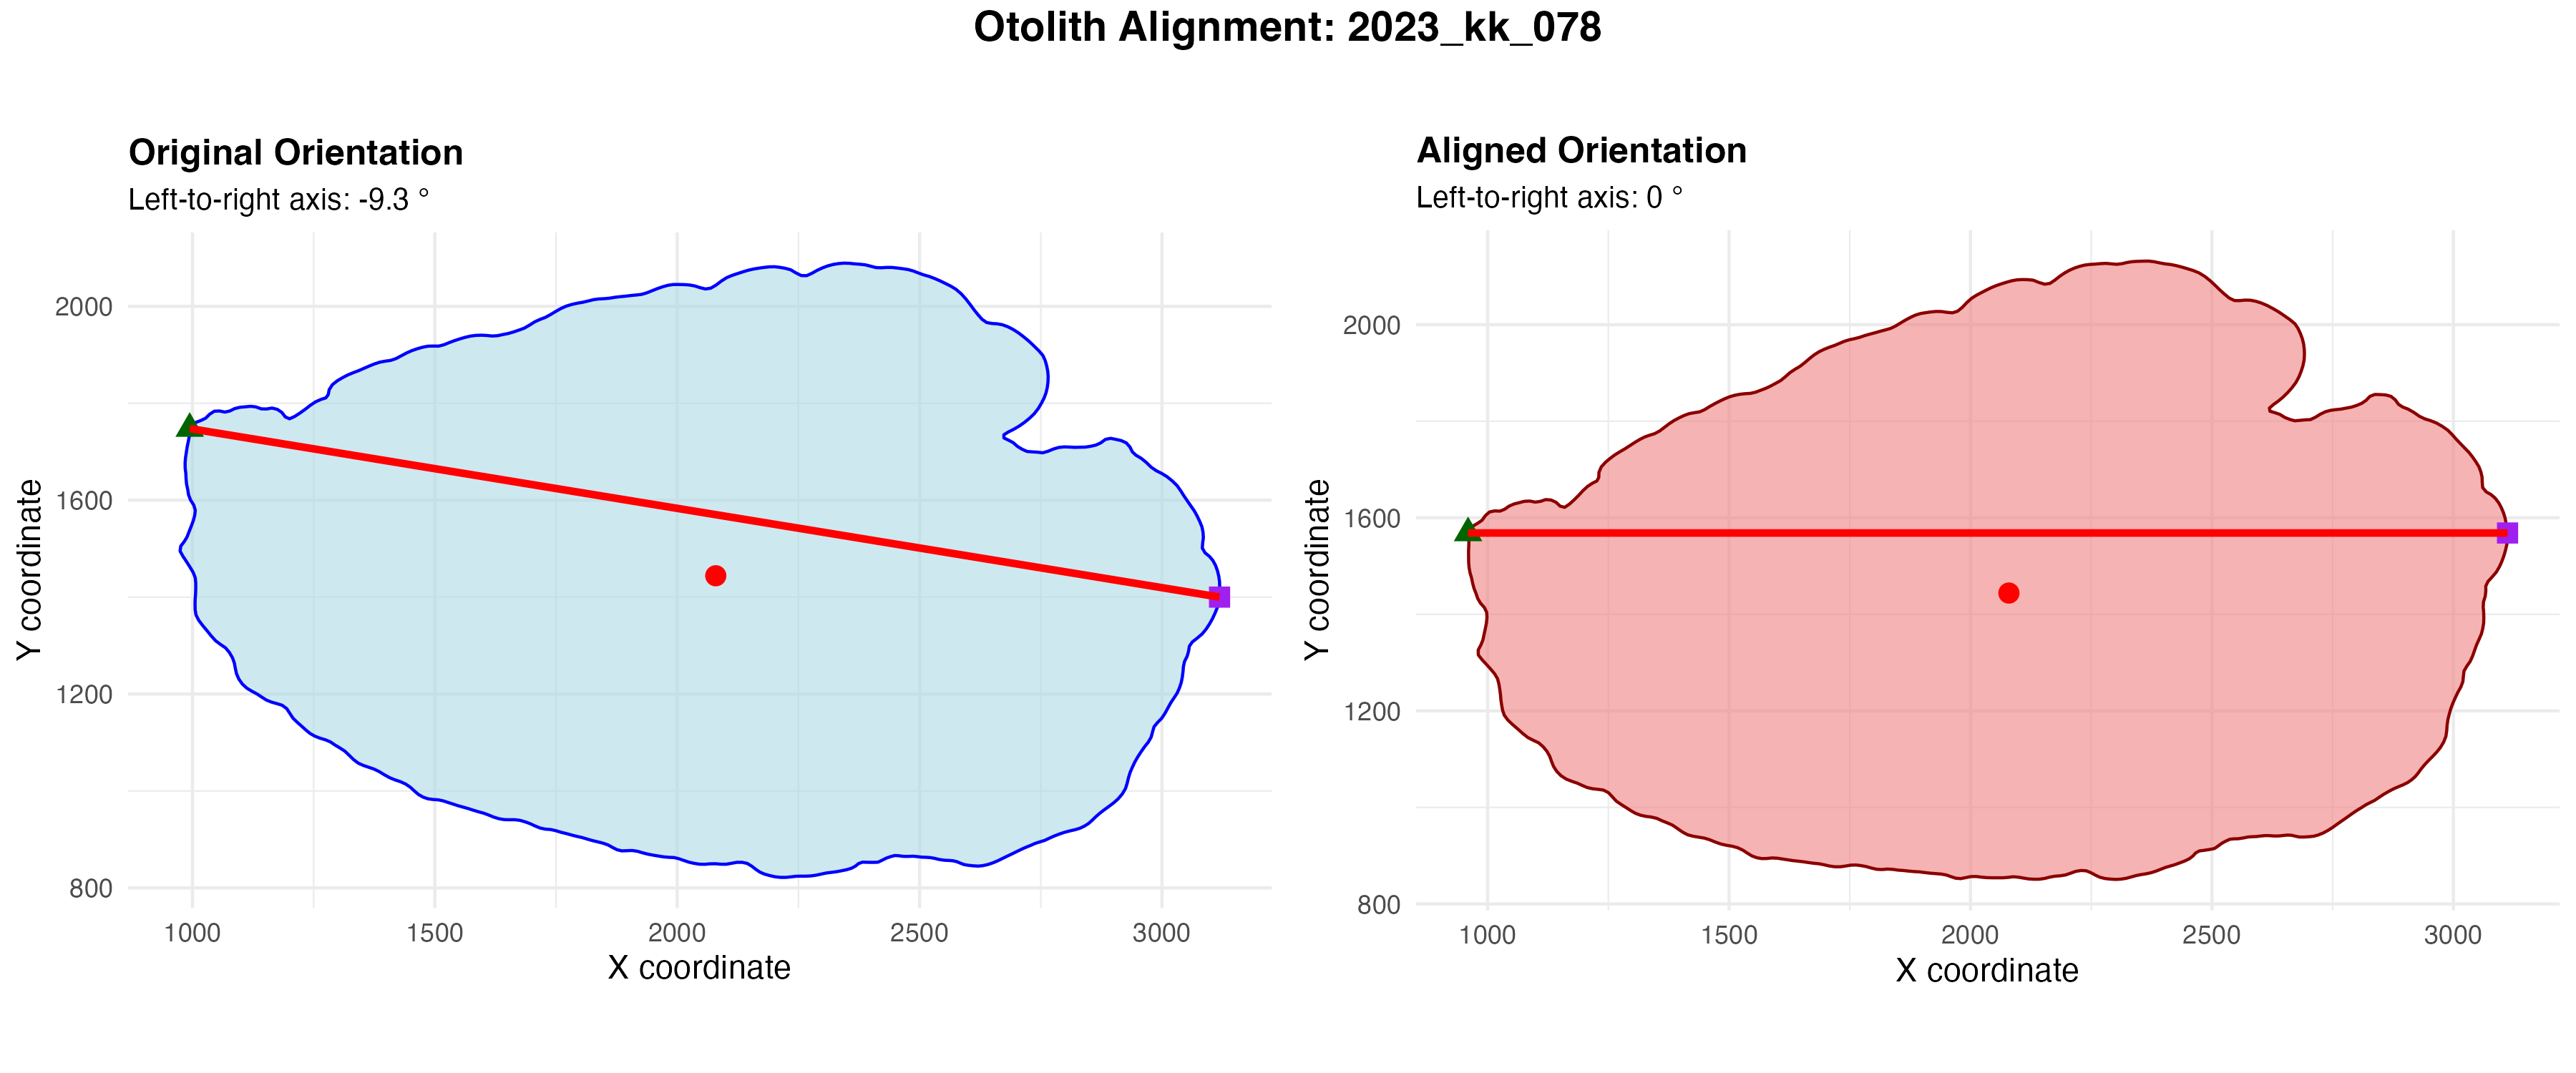 Otolith Alignment: 2023_kk_078
Original Orientation
Left-to-right axis: -9.3 °
2000
1600
1200
800
Y coordinate
1000 1500 2000 2500 3000
X coordinate
Aligned Orientation
Left-to-right axis: 0 °
2000
1600
1200
800
Y coordinate
1000 1500 2000 2500 3000
X coordinate